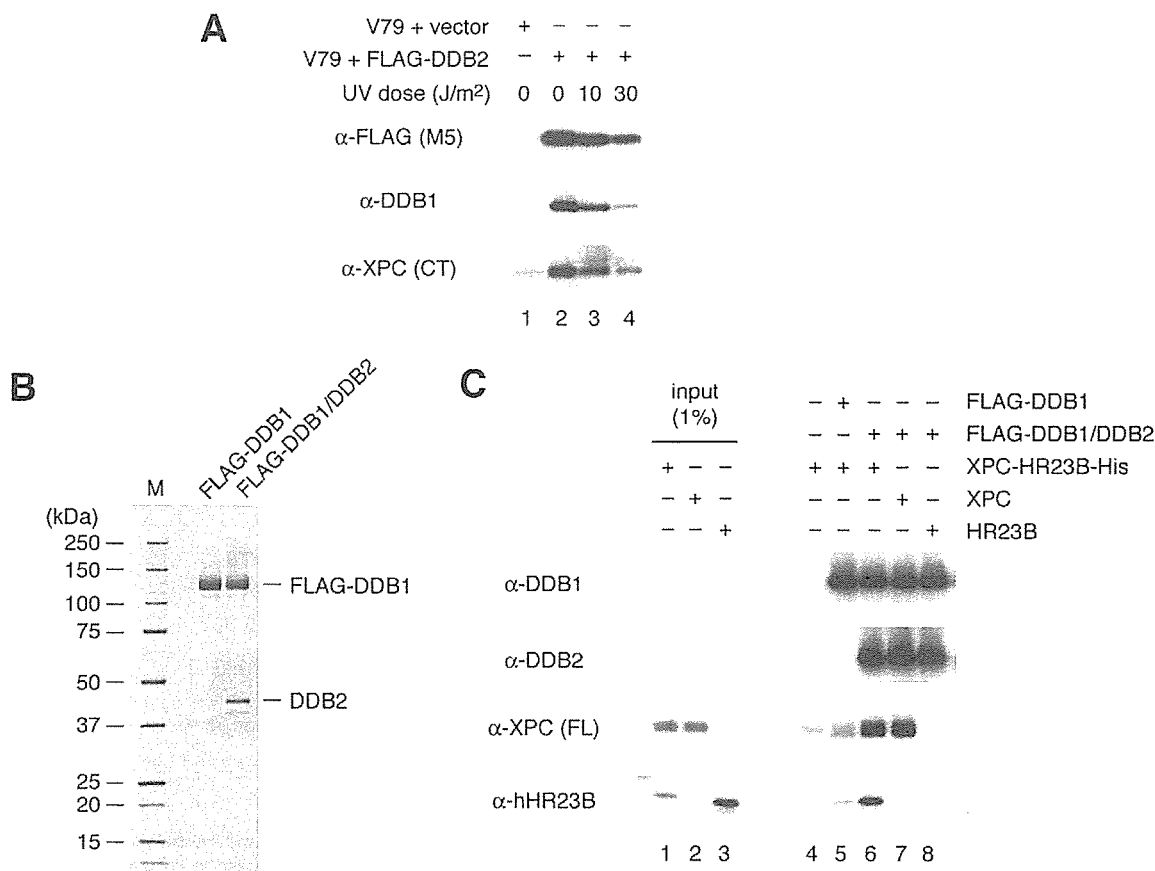 A
V79 + vector + − − −
V79 + FLAG-DDB2 − + + +
UV dose (J/m²) 0 0 10 30
α-FLAG (M5)
α-DDB1
α-XPC (CT)
1 2 3 4
B
M FLAG-DDB1 FLAG-DDB1/DDB2
(kDa)
250
150
FLAG-DDB1
100
75
50
DDB2
37
25
20
15
C
input
(1%)
− + − − − FLAG-DDB1
− − + + + FLAG-DDB1/DDB2
+ − − + + + − − XPC-HR23B-His
− + − − − − + − XPC
− − + − − − − + HR23B
α-DDB1
α-DDB2
α-XPC (FL)
α-hHR23B
1 2 3 4 5 6 7 8